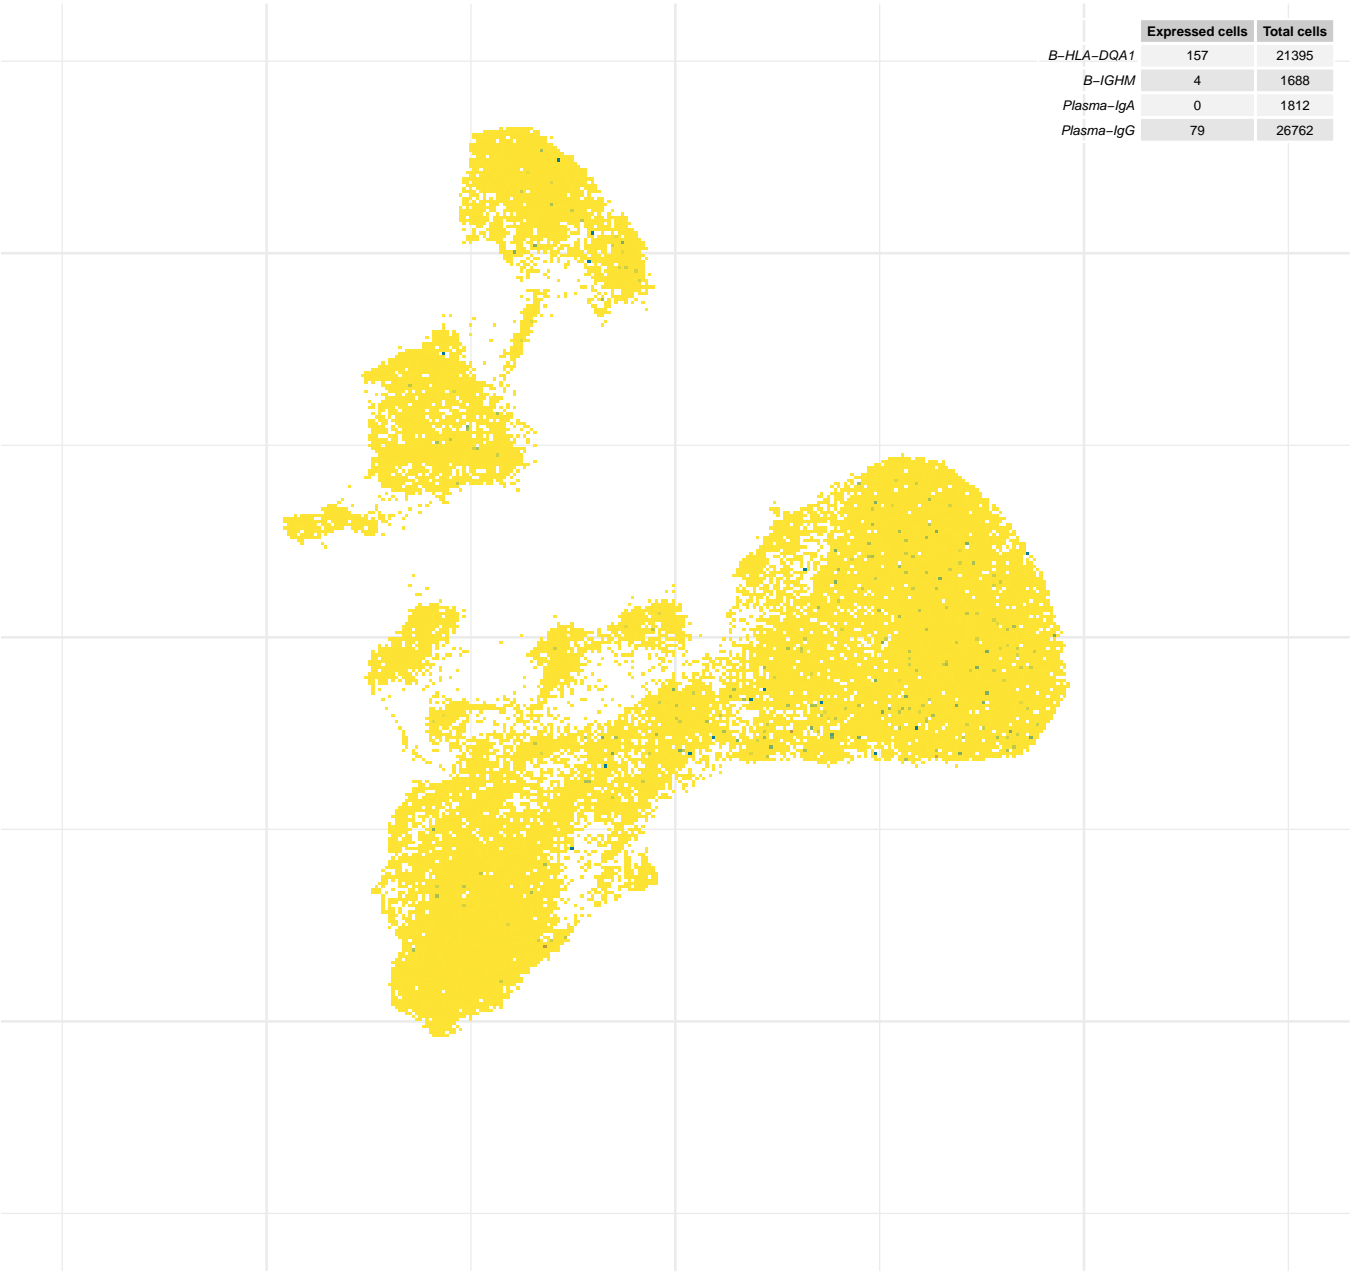 Expressed cells Total cells
B−HLA−DQA1 157 21395
B−IGHM 4 1688
Plasma−IgA 0 1812
Plasma−IgG 79 26762